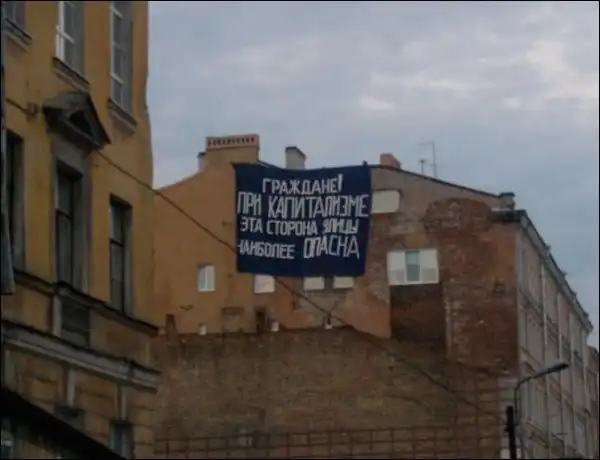 ГРАЖДАНЕ!
ПРИ КАПИТАЛИЗМЕ
ЭТА СТОРОНА УЛИЦЫ
НАИБОЛЕЕ ОПАСНА